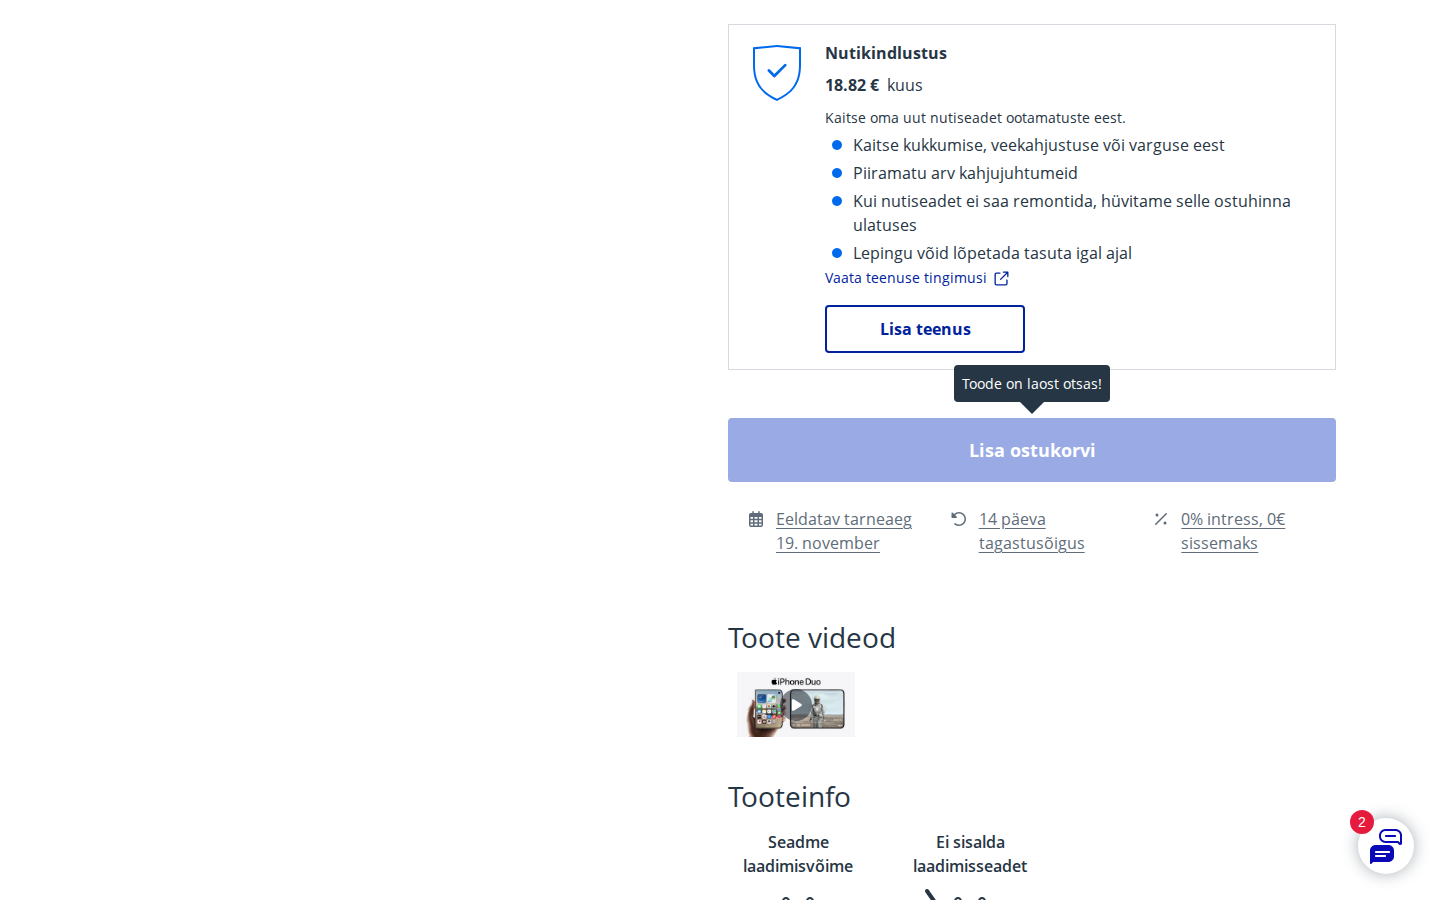 Nutikindlustus
18.82 € kuus
Kaitse oma uut nutiseadet ootamatuste eest.
Kaitse kukkumise, veekahjustuse või varguse eest
Piiramatu arv kahjujuhtumeid
Kui nutiseadet ei saa remontida, hüvitame selle ostuhinna
ulatuses
Lepingu võid lõpetada tasuta igal ajal
Vaata teenuse tingimusi
Lisa teenus
Toode on laost otsas!
Lisa ostukorvi
Eeldatav tarneaeg
19. november
14 päeva
tagastusõigus
0% intress, 0€
sissemaks
Toote videod
iPhone Duo
Tooteinfo
Seadme
laadimisvõime
Ei sisalda
laadimisseadet
2